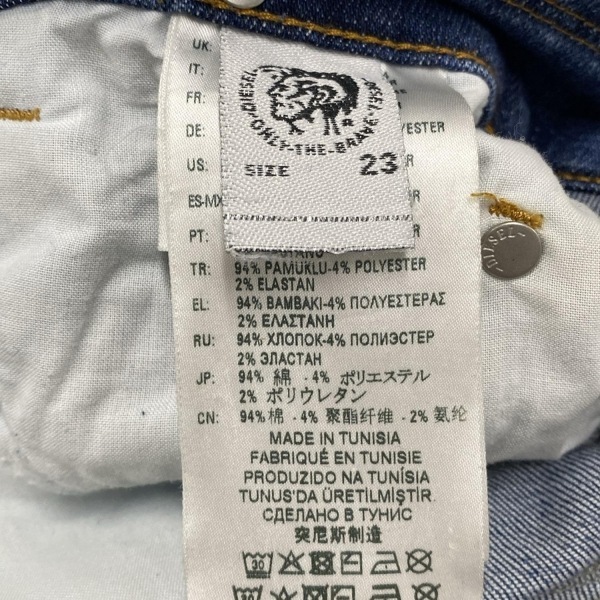 UK:
IT:
FR:
DE:
US:
ES-MX
PT:
DIESEL
ONLY-THE-BRAVE
SIZE 23
ESTER
R
R
DIESEL
TR: 94% PAMUKLU-4% POLYESTER
2% ELASTAN
EL: 94% ΒΑΜΒΑΚΙ-4% ΠΟΛΥΕΣΤΕΡΑΣ
2% ΕΛΑΣΤΑΝΗ
RU: 94% ХЛОПОК-4% ПОЛИЭСТЕР
2% ЭЛАСТАН
JP: 94% 綿 - 4% ポリエステル
2% ポリウレタン
CN: 94%棉 - 4% 聚酯纤维 - 2% 氨纶
MADE IN TUNISIA
FABRIQUÉ EN TUNISIE
PRODUZIDO NA TUNÍSIA
TUNUS'DA ÜRETİLMİŞTİR.
СДЕЛАНО В ТУНИС
突尼斯制造
30
30